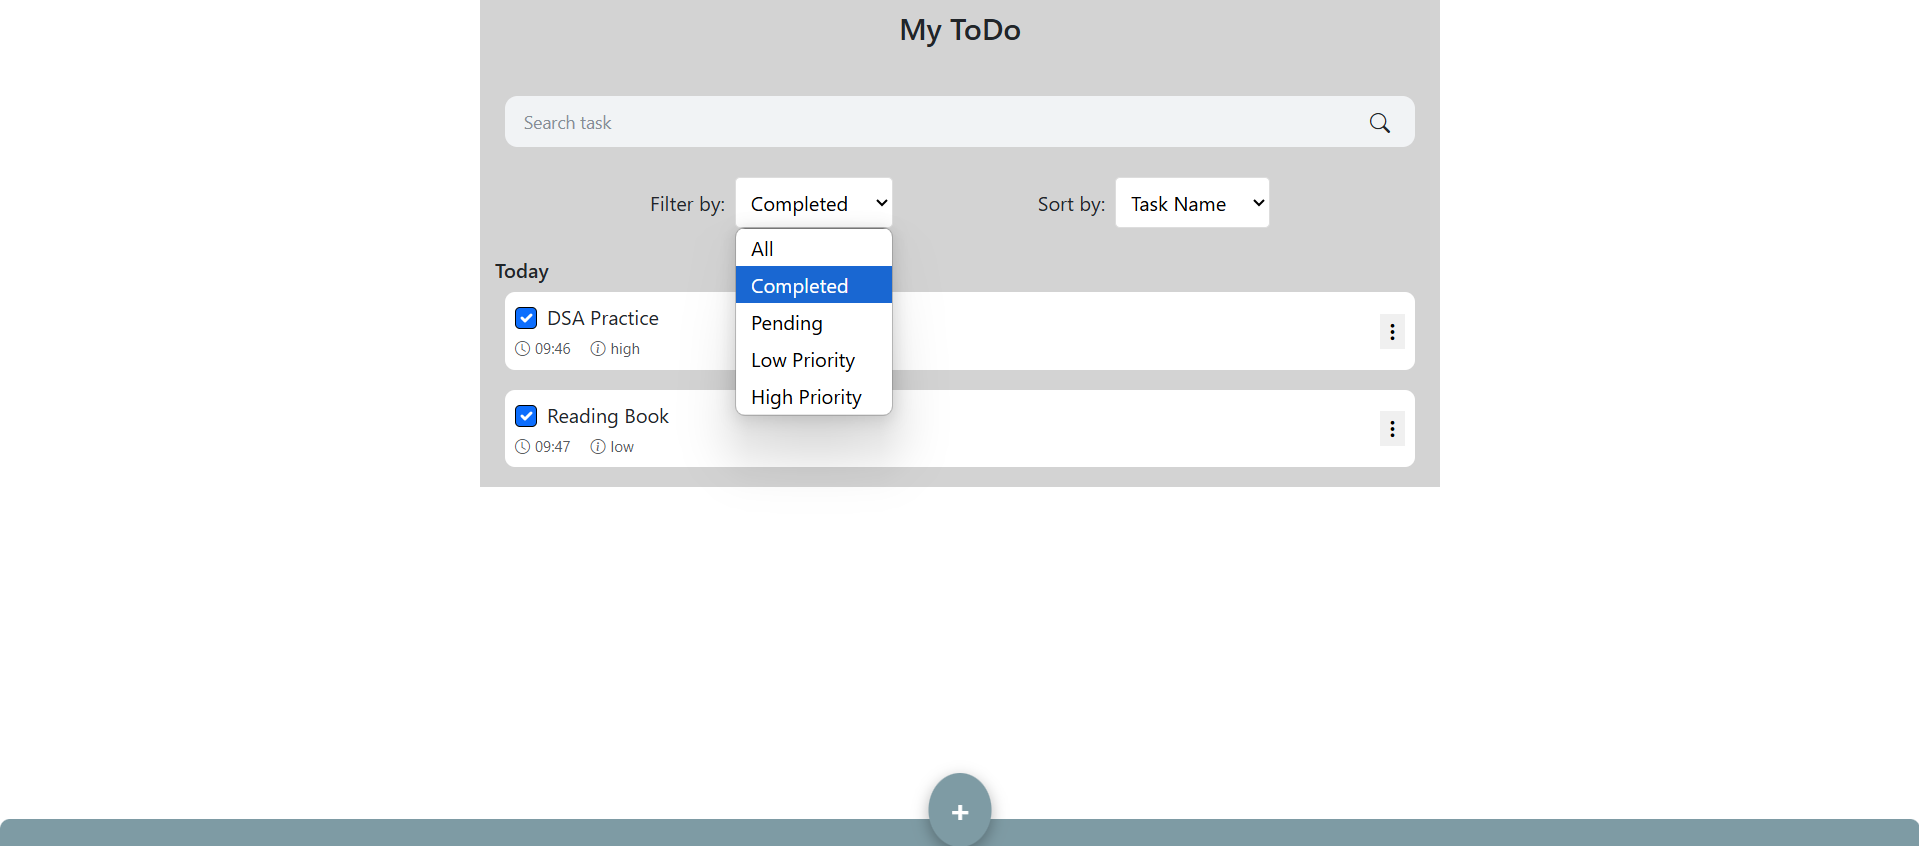 My ToDo
Search task
Filter by: Completed Sort by: Task Name
All
Completed
Pending
Low Priority
High Priority
Today
DSA Practice
09:46 high
Reading Book
09:47 low
+